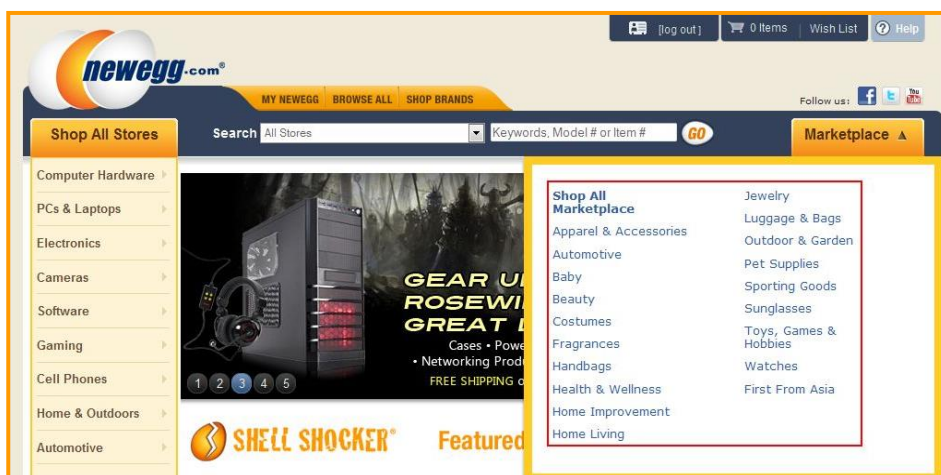 [log out]
0 Items
Wish List
Help
newegg.com®
MY NEWEGG
BROWSE ALL
SHOP BRANDS
Follow us:
You
Shop All Stores
Search
All Stores
Keywords, Model # or Item #
GO
Marketplace
Computer Hardware
PCs & Laptops
Electronics
Cameras
Software
Gaming
Cell Phones
Home & Outdoors
Automotive
GEAR U
ROSEWI
GREAT
Cases • Powe
• Networking Prod
FREE SHIPPING o
1 2 3 4 5
SHELL SHOCKER®
Featured
Shop All
Marketplace
Apparel & Accessories
Automotive
Baby
Beauty
Costumes
Fragrances
Handbags
Health & Wellness
Home Improvement
Home Living
Jewelry
Luggage & Bags
Outdoor & Garden
Pet Supplies
Sporting Goods
Sunglasses
Toys, Games &
Hobbies
Watches
First From Asia